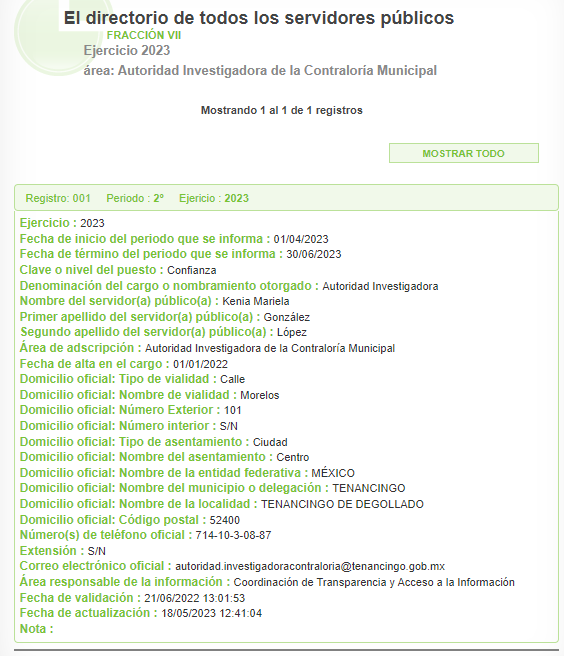 El directorio de todos los servidores públicos
FRACCIÓN VII
Ejercicio 2023
área: Autoridad Investigadora de la Contraloría Municipal
Mostrando 1 al 1 de 1 registros
MOSTRAR TODO
Registro: 001 Periodo : 2° Ejericio : 2023
Ejercicio : 2023
Fecha de inicio del periodo que se informa : 01/04/2023
Fecha de término del periodo que se informa : 30/06/2023
Clave o nivel del puesto : Confianza
Denominación del cargo o nombramiento otorgado : Autoridad Investigadora
Nombre del servidor(a) público(a) : Kenia Mariela
Primer apellido del servidor(a) público(a) : González
Segundo apellido del servidor(a) público(a) : López
Área de adscripción : Autoridad Investigadora de la Contraloría Municipal
Fecha de alta en el cargo : 01/01/2022
Domicilio oficial: Tipo de vialidad : Calle
Domicilio oficial: Nombre de vialidad : Morelos
Domicilio oficial: Número Exterior : 101
Domicilio oficial: Número interior : S/N
Domicilio oficial: Tipo de asentamiento : Ciudad
Domicilio oficial: Nombre del asentamiento : Centro
Domicilio oficial: Nombre de la entidad federativa : MÉXICO
Domicilio oficial: Nombre del municipio o delegación : TENANCINGO
Domicilio oficial: Nombre de la localidad : TENANCINGO DE DEGOLLADO
Domicilio oficial: Código postal : 52400
Número(s) de teléfono oficial : 714-10-3-08-87
Extensión : S/N
Correo electrónico oficial : autoridad.investigadoracontraloria@tenancingo.gob.mx
Área responsable de la información : Coordinación de Transparencia y Acceso a la Información
Fecha de validación : 21/06/2022 13:01:53
Fecha de actualización : 18/05/2023 12:41:04
Nota :